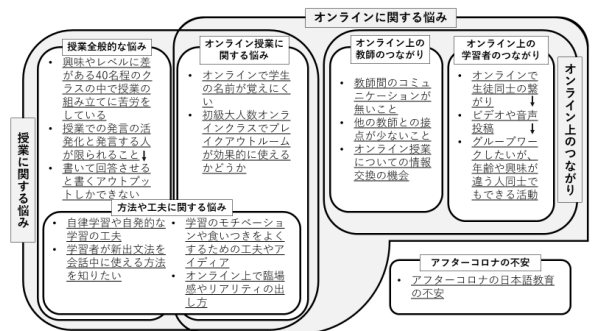 オンラインに関する悩み
授業に関する悩み
授業全般的な悩み
• 興味やレベルに差
がある40名程のク
ラスの中で授業の
組み立てに苦労を
している
• 授業での発言の活
発化と発言する人
が限られること↓
• 書いて回答させる
と書くアウトプッ
トしかできない
オンライン授業に
関する悩み
• オンラインで学生
の名前が覚えにく
い
• 初級大人数オンラ
インクラスでブレ
イクアウトルーム
が効果的に使える
かどうか
方法や工夫に関する悩み
• 自律学習や自発的な
学習の工夫
• 学習者が新出文法を
会話中に使える方法
を知りたい
• 学習のモチベーショ
ンや食いつきをよく
するための工夫やア
イディア
• オンライン上で臨場
感やリアリティの出
し方
オンライン上の
教師のつながり
• 教師間のコミュ
ニケーションが
無いこと
• 他の教師との接
点が少ないこと
• オンライン授業
についての情報
交換の機会
オンライン上の
学習者のつながり
• オンラインで
生徒同士の繋
がり ↓
• ビデオや音声
投稿 ↓
• グループワーク
したいが、
年齢や興味が
違う人同士で
もできる活動
オンライン上のつながり
アフターコロナの不安
• アフターコロナの日本語教育
の不安